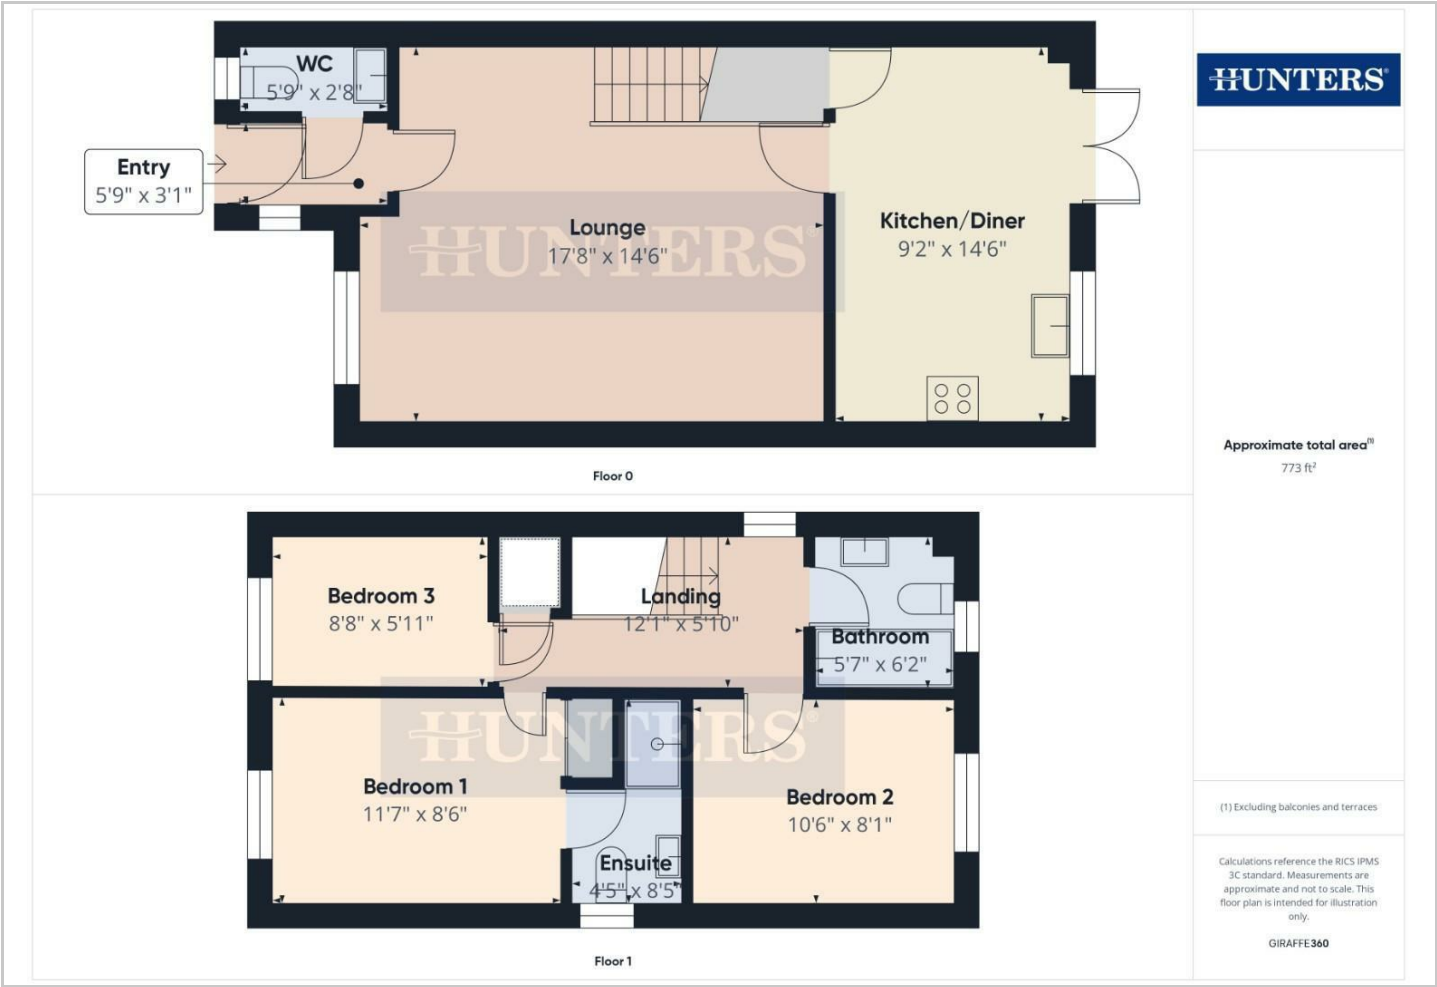 WC
5'9" x 2'8"
Entry
5'9" x 3'1"
Lounge
17'8" x 14'6"
Kitchen/Diner
9'2" x 14'6"
HUNTERS®
Floor 0
Bedroom 3
8'8" x 5'11"
Landing
12'1" x 5'10"
Bathroom
5'7" x 6'2"
HUNTERS®
Bedroom 1
11'7" x 8'6"
Ensuite
4'5" x 8'5"
Bedroom 2
10'6" x 8'1"
Floor 1
HUNTERS®
Approximate total area(1)
773 ft²
(1) Excluding balconies and terraces
Calculations reference the RICS IPMS
3C standard. Measurements are
approximate and not to scale. This
floor plan is intended for illustration
only.
GIRAFFE360